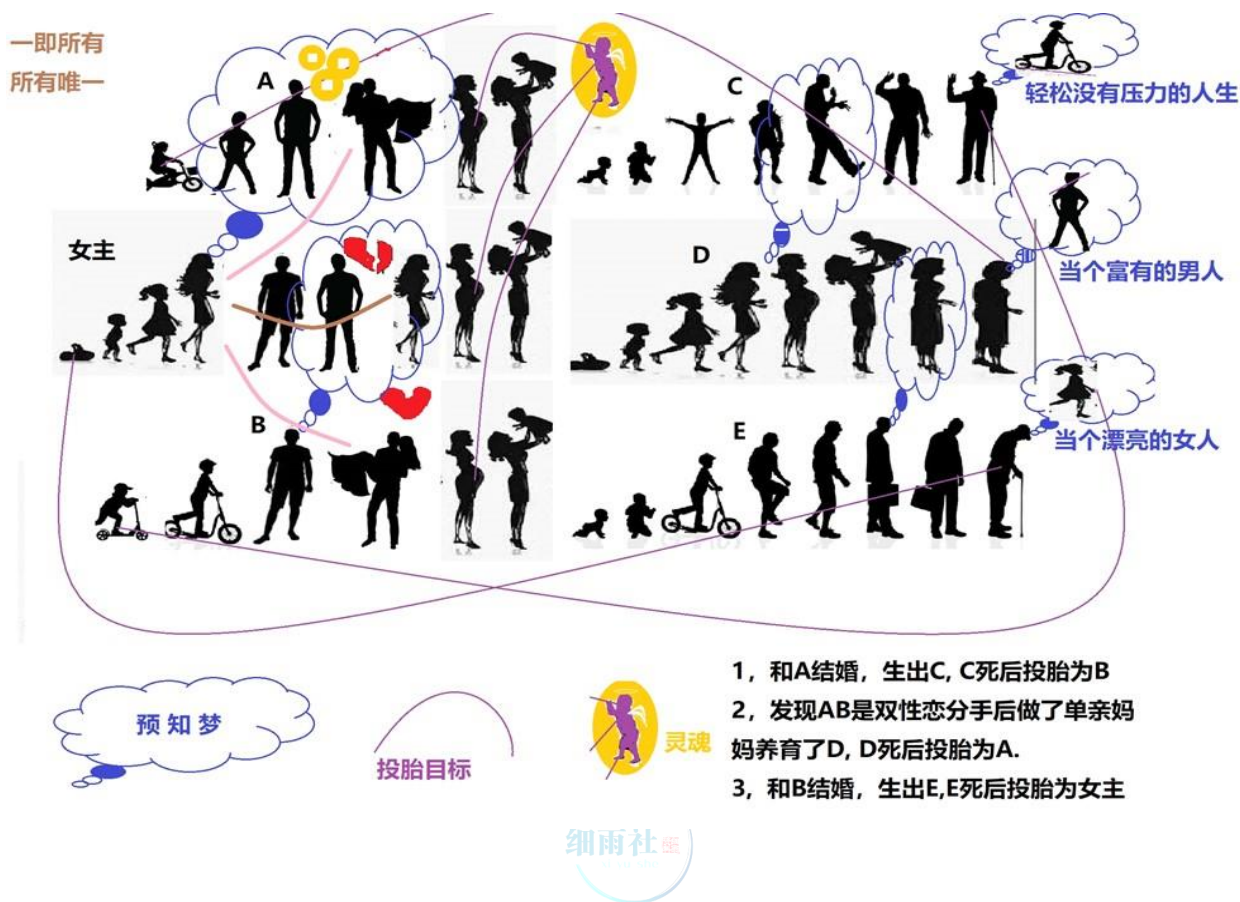 一即所有
所有唯一
A
C
轻松没有压力的人生
女主
D
当个富有的男人
B
E
当个漂亮的女人
预知梦
投胎目标
灵魂
1，和A结婚，生出C, C死后投胎为B
2，发现AB是双性恋分手后做了单亲妈
妈养育了D, D死后投胎为A.
3，和B结婚，生出E,E死后投胎为女主
细雨社